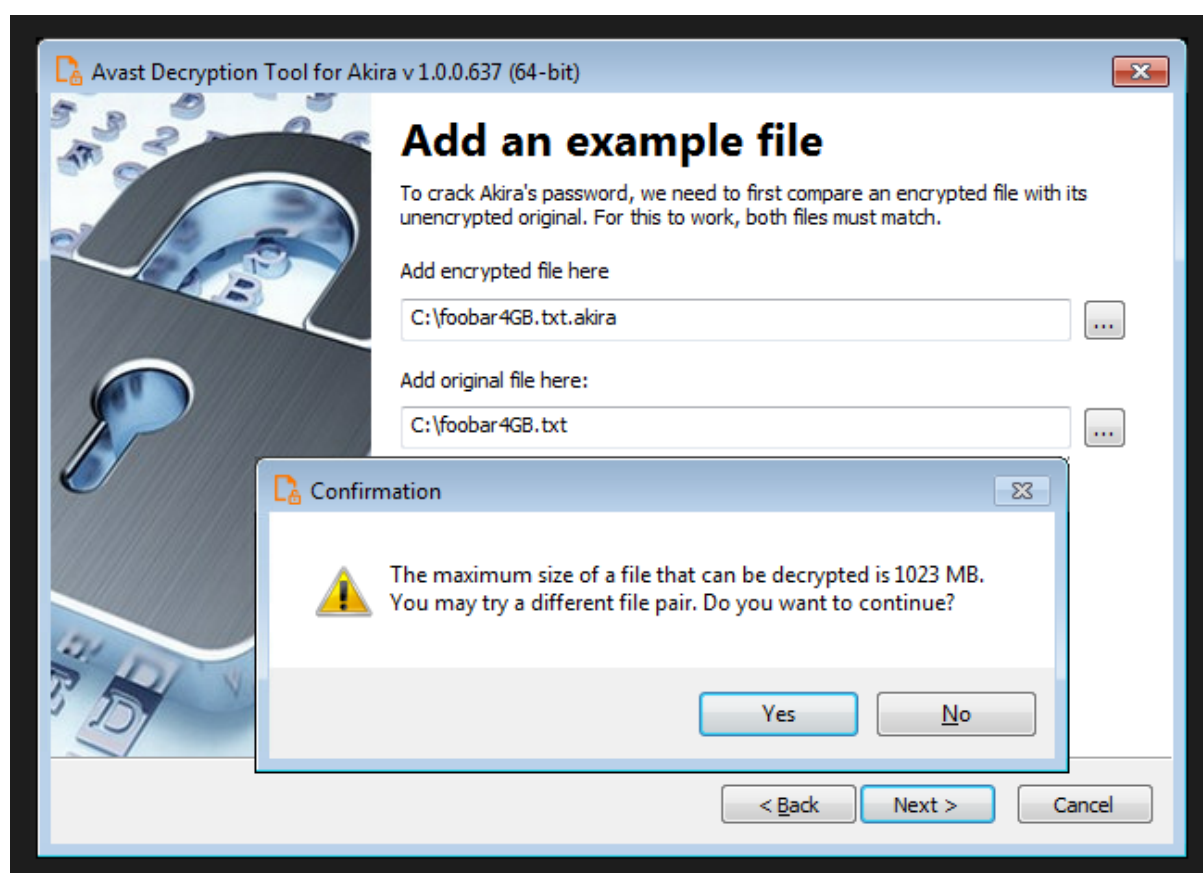 Avast Decryption Tool for Akira v 1.0.0.637 (64-bit)
Add an example file
To crack Akira's password, we need to first compare an encrypted file with its
unencrypted original. For this to work, both files must match.
Add encrypted file here
C:\foobar4GB.txt.akira
...
Add original file here:
C:\foobar4GB.txt
...
Confirmation
The maximum size of a file that can be decrypted is 1023 MB.
You may try a different file pair. Do you want to continue?
Yes
No
< Back
Next >
Cancel